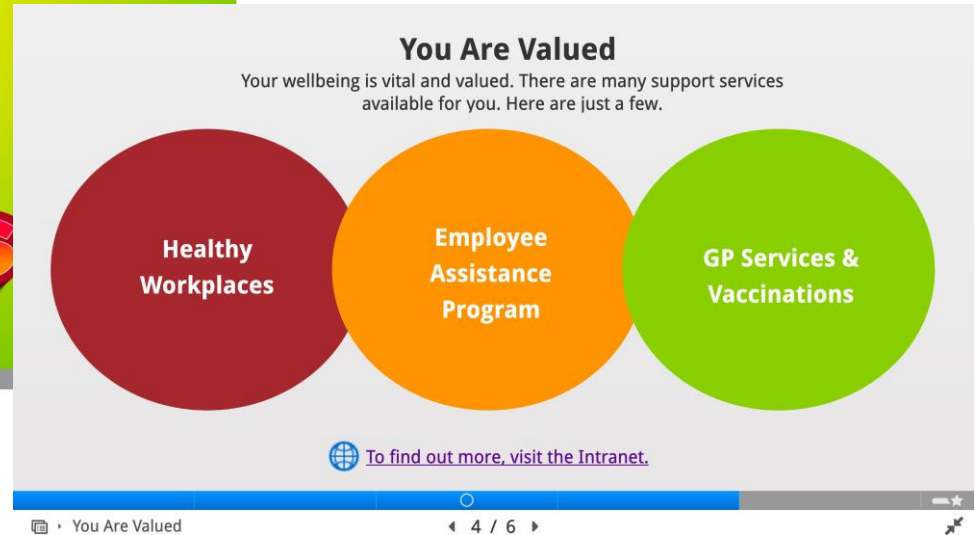 You Are Valued
Your wellbeing is vital and valued. There are many support services
available for you. Here are just a few.
Healthy
Workplaces
Employee
Assistance
Program
GP Services &
Vaccinations
To find out more, visit the Intranet.
You Are Valued
4 / 6